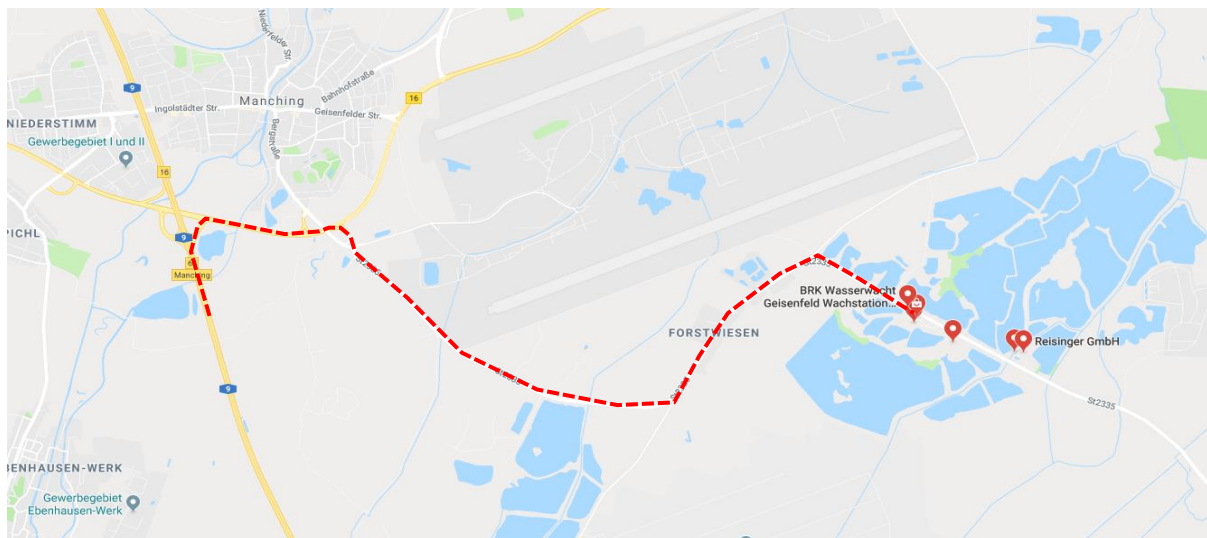 Niederfelder Str.
9
Bahnhofstraße
16
Manching
Ingolstädter Str.
Geisenfelder Str.
NIEDERSTIMM
Bergstraße
Gewerbegebiet I und II
16
PICHL
9
Manching
St2335
BRK Wasserwacht
Geisenfeld Wachstation...
FORSTWIESEN
Reisinger GmbH
9
St2335
BENHAUSEN-WERK
Gewerbegebiet
Ebenhausen-Werk